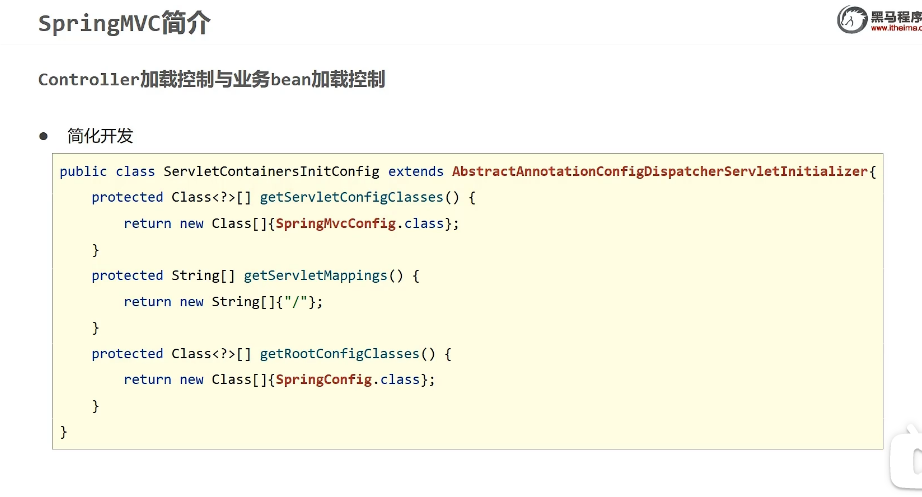 SpringMVC简介
黑马程序
www.itheima.c
Controller加载控制与业务bean加载控制
● 简化开发
public class ServletContainersInitConfig extends AbstractAnnotationConfigDispatcherServletInitializer{
    protected Class<?>[] getServletConfigClasses() {
        return new Class[]{SpringMvcConfig.class};
    }
    protected String[] getServletMappings() {
        return new String[]{"/"};
    }
    protected Class<?>[] getRootConfigClasses() {
        return new Class[]{SpringConfig.class};
    }
}